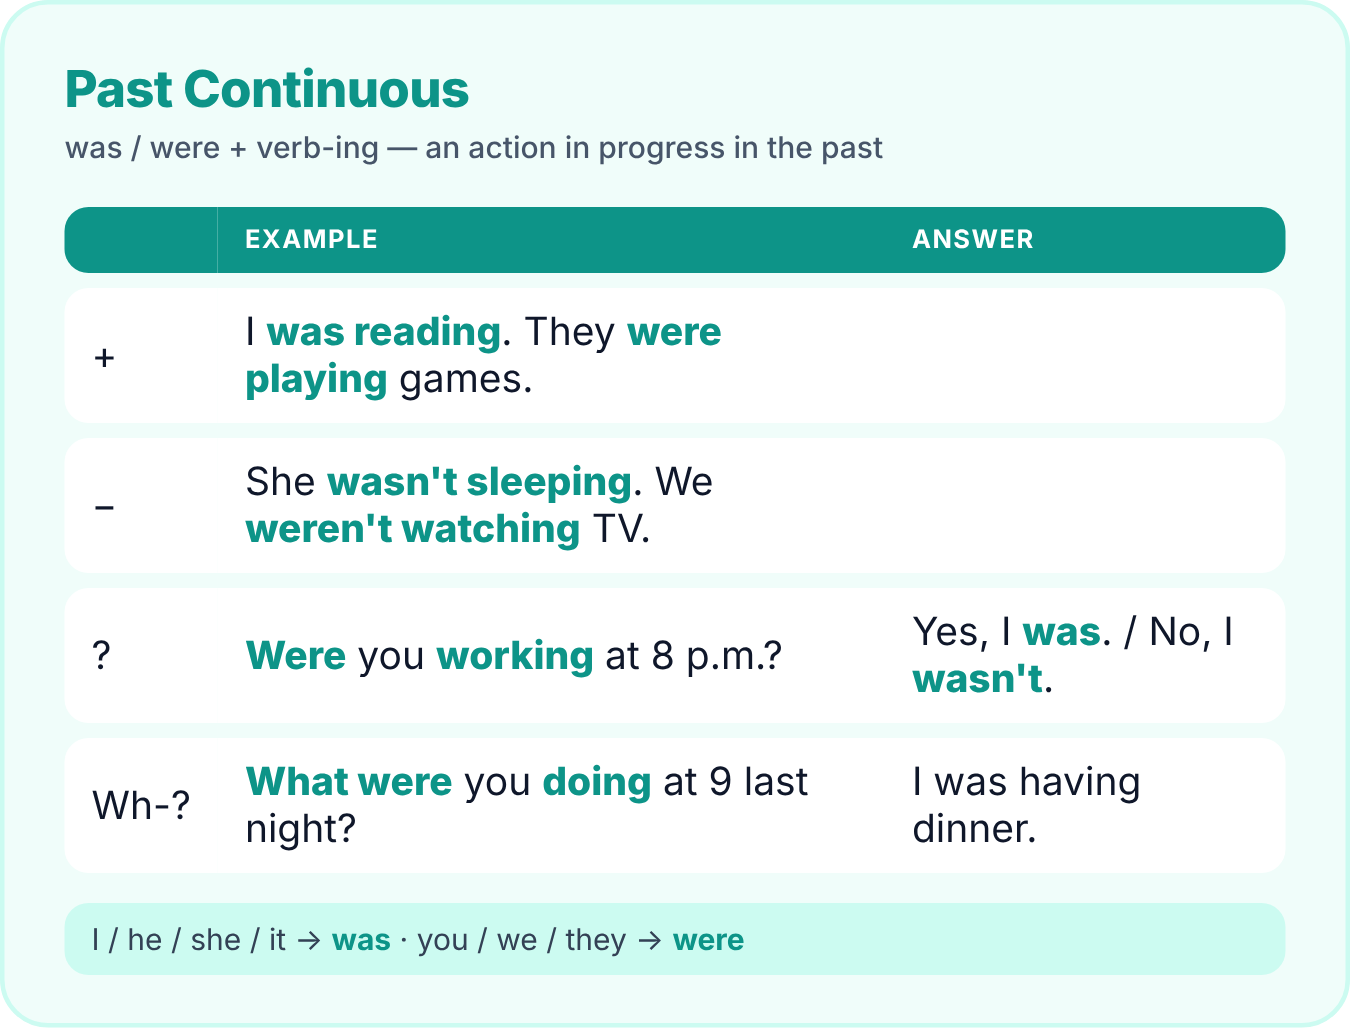 Past Continuous
was / were + verb-ing — an action in progress in the past
EXAMPLE ANSWER
+ I was reading. They were
playing games.
– She wasn't sleeping. We
weren't watching TV.
? Were you working at 8 p.m.? Yes, I was. / No, I
wasn't.
Wh-? What were you doing at 9 last
night?
I was having
dinner.
I / he / she / it → was · you / we / they → were